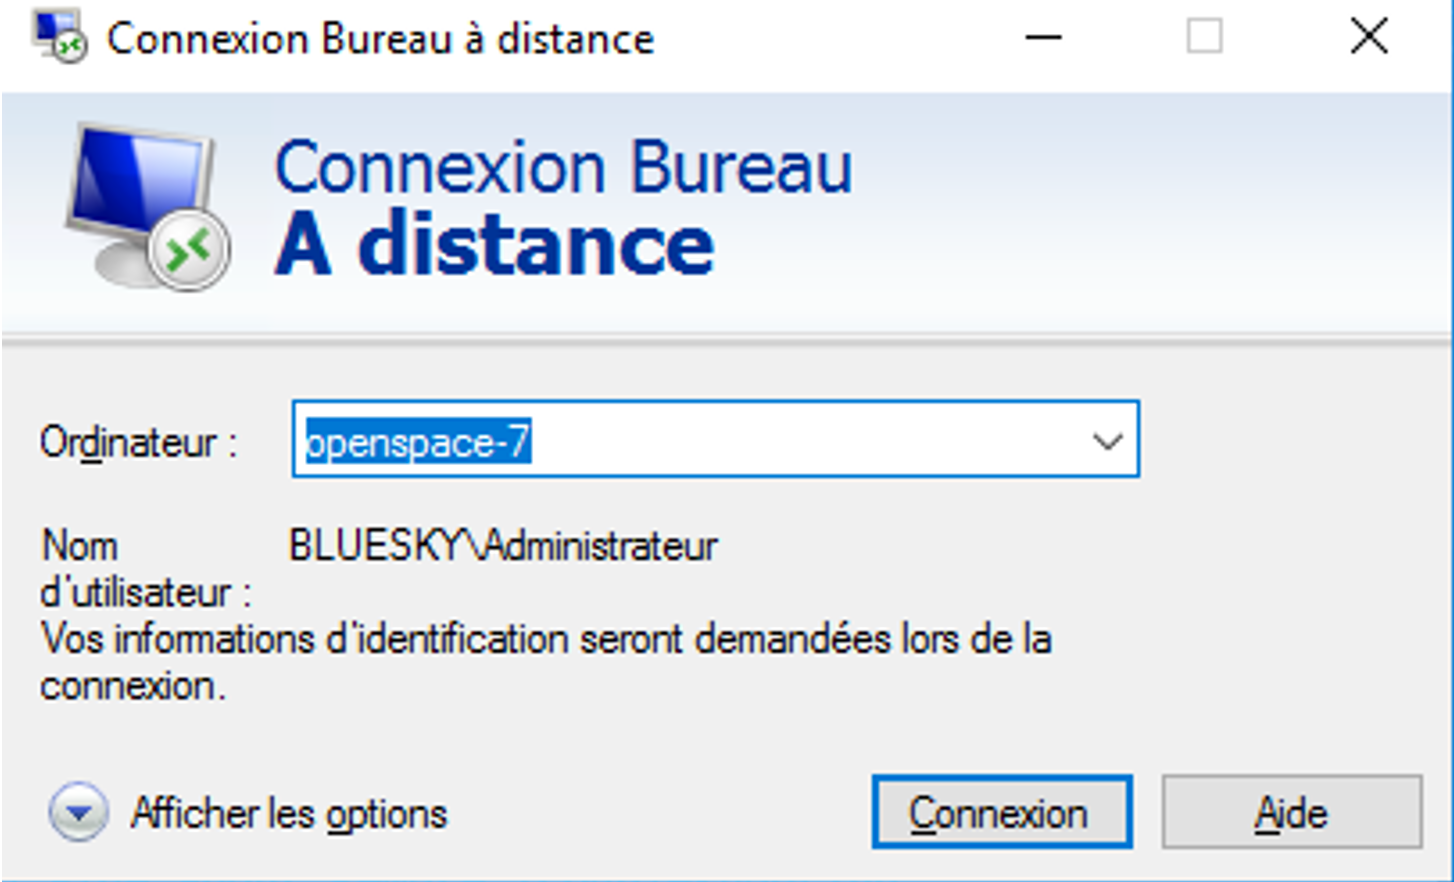 Connexion Bureau à distance
Connexion Bureau
A distance
Ordinateur :
openspace-7
Nom
d'utilisateur :
BLUESKY\Administrateur
Vos informations d'identification seront demandées lors de la
connexion.
Afficher les options
Connexion
Aide